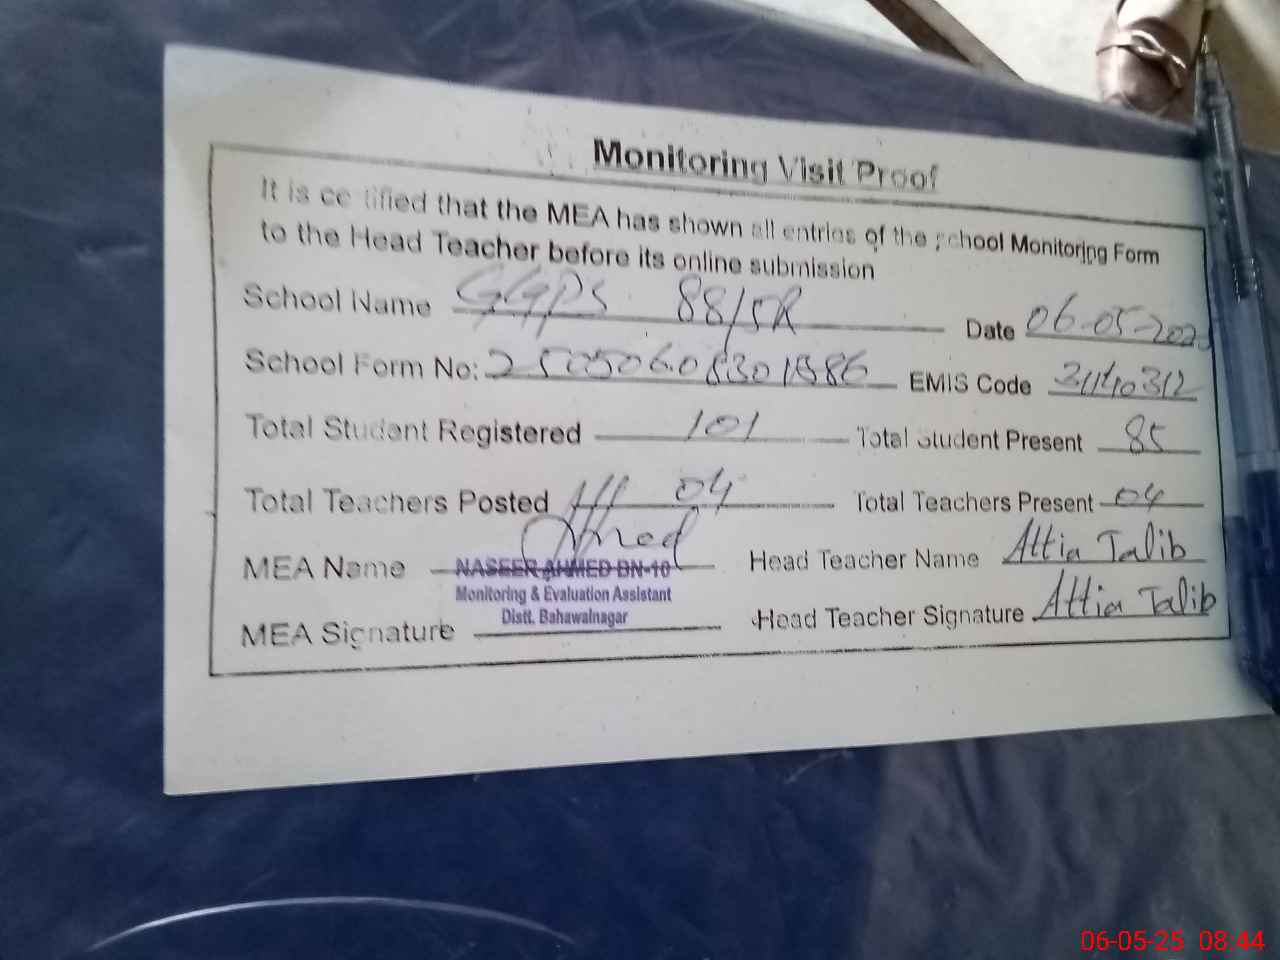 Monitoring Visit Proof
It is certified that the MEA has shown all entries of the school Monitoring Form
to the Head Teacher before its online submission
School Name GGPS 88/5R Date 06-05-202
School Form No: EMIS Code 31140312
Total Student Registered 101 Total Student Present 85
Total Teachers Posted 04 Total Teachers Present 04
MEA Name NASEER AHMED BN-10 Head Teacher Name Attia Talib
Monitoring & Evaluation Assistant
Distt. Bahawalnagar
MEA Signature Head Teacher Signature Attia Talib
06-05-25 08:44